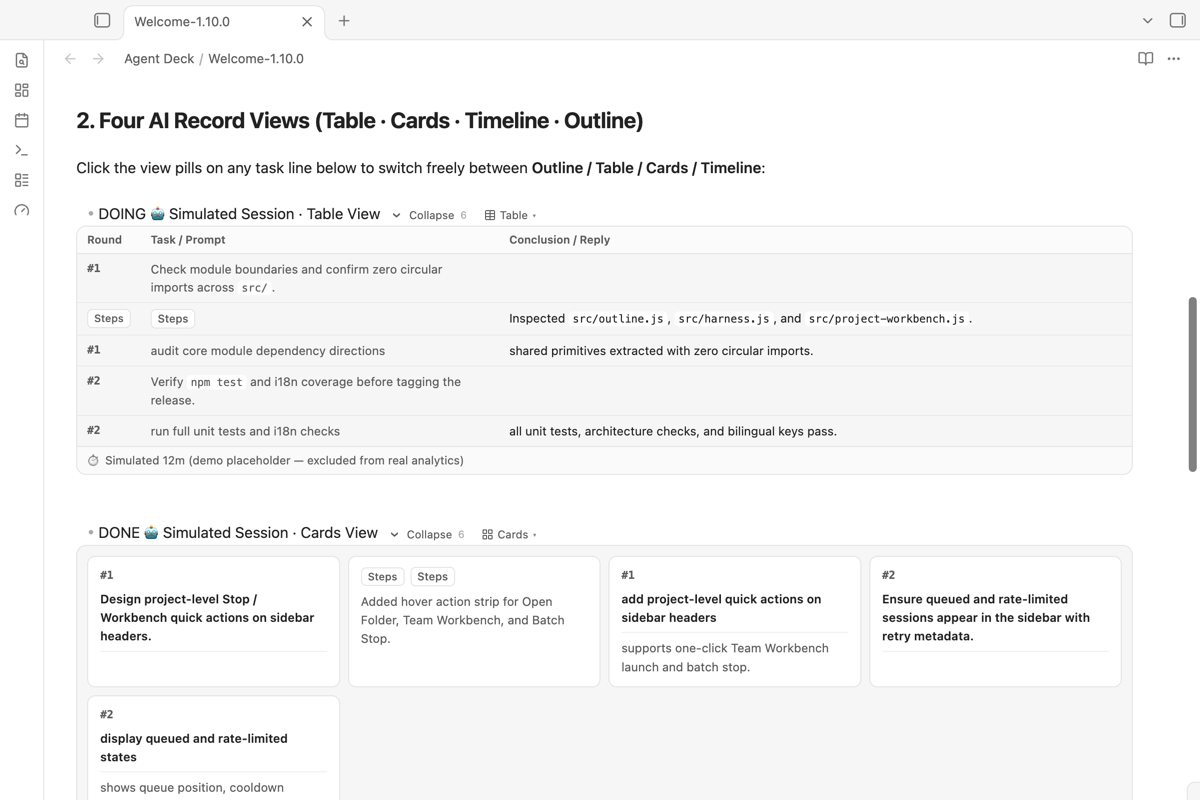 Welcome-1.10.0
Agent Deck / Welcome-1.10.0
2. Four AI Record Views (Table · Cards · Timeline · Outline)
Click the view pills on any task line below to switch freely between Outline / Table / Cards / Timeline:
• DOING 🤖 Simulated Session · Table View Collapse 6 Table •
Round Task / Prompt Conclusion / Reply
#1 Check module boundaries and confirm zero circular
imports across src/ .
Steps Steps Inspected src/outline.js , src/harness.js , and src/project-workbench.js .
#1 audit core module dependency directions shared primitives extracted with zero circular imports.
#2 Verify npm test and i18n coverage before tagging the
release.
#2 run full unit tests and i18n checks all unit tests, architecture checks, and bilingual keys pass.
⏱ Simulated 12m (demo placeholder — excluded from real analytics)
• DONE 🤖 Simulated Session · Cards View Collapse 6 Cards •
#1
Design project-level Stop /
Workbench quick actions on sidebar
headers.
Steps Steps
Added hover action strip for Open
Folder, Team Workbench, and Batch
Stop.
#1
add project-level quick actions on
sidebar headers
supports one-click Team Workbench
launch and batch stop.
#2
Ensure queued and rate-limited
sessions appear in the sidebar with
retry metadata.
#2
display queued and rate-limited
states
shows queue position, cooldown